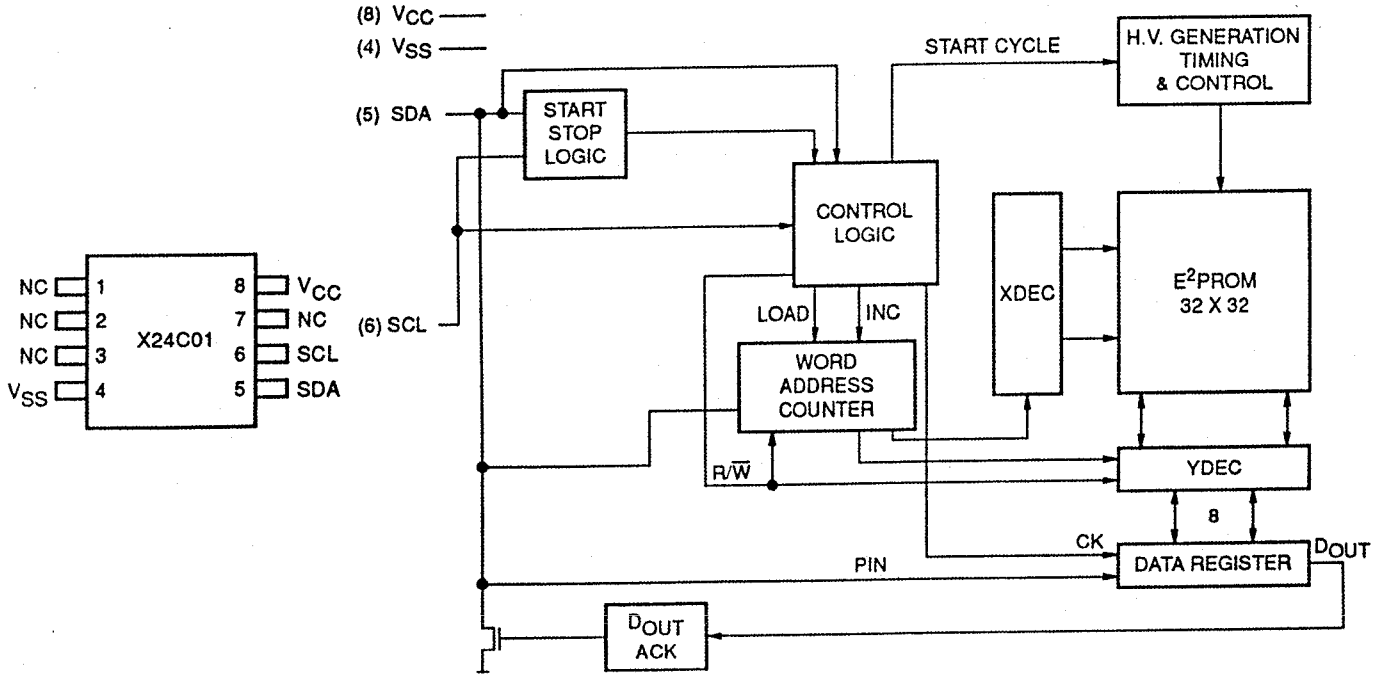 (8) VCC
(4) VSS
(5) SDA
START
STOP
LOGIC
START CYCLE
H.V. GENERATION
TIMING
& CONTROL
CONTROL
LOGIC
XDEC
E²PROM
32 X 32
(6) SCL
LOAD
INC
WORD
ADDRESS
COUNTER
R/W̅
YDEC
8
CK
DATA REGISTER
DOUT
PIN
DOUT
ACK
X24C01
NC 1
NC 2
NC 3
VSS 4
8 VCC
7 NC
6 SCL
5 SDA